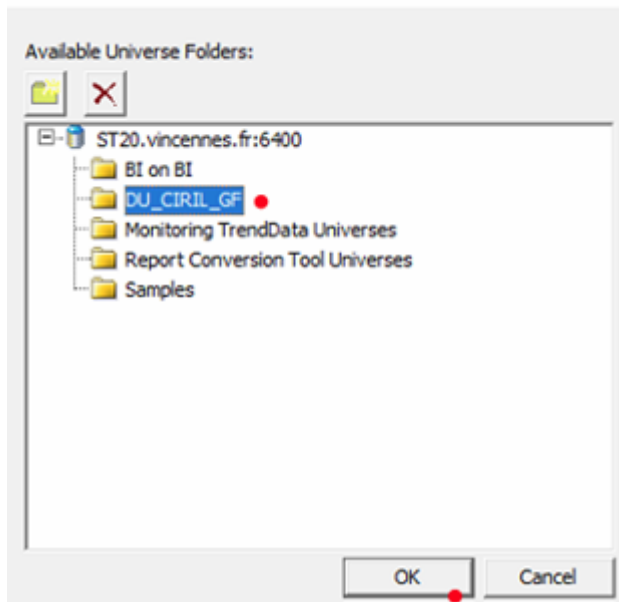 Available Universe Folders:
ST20.vincennes.fr:6400
BI on BI
DU_CIRIL_GF
Monitoring TrendData Universes
Report Conversion Tool Universes
Samples
OK Cancel